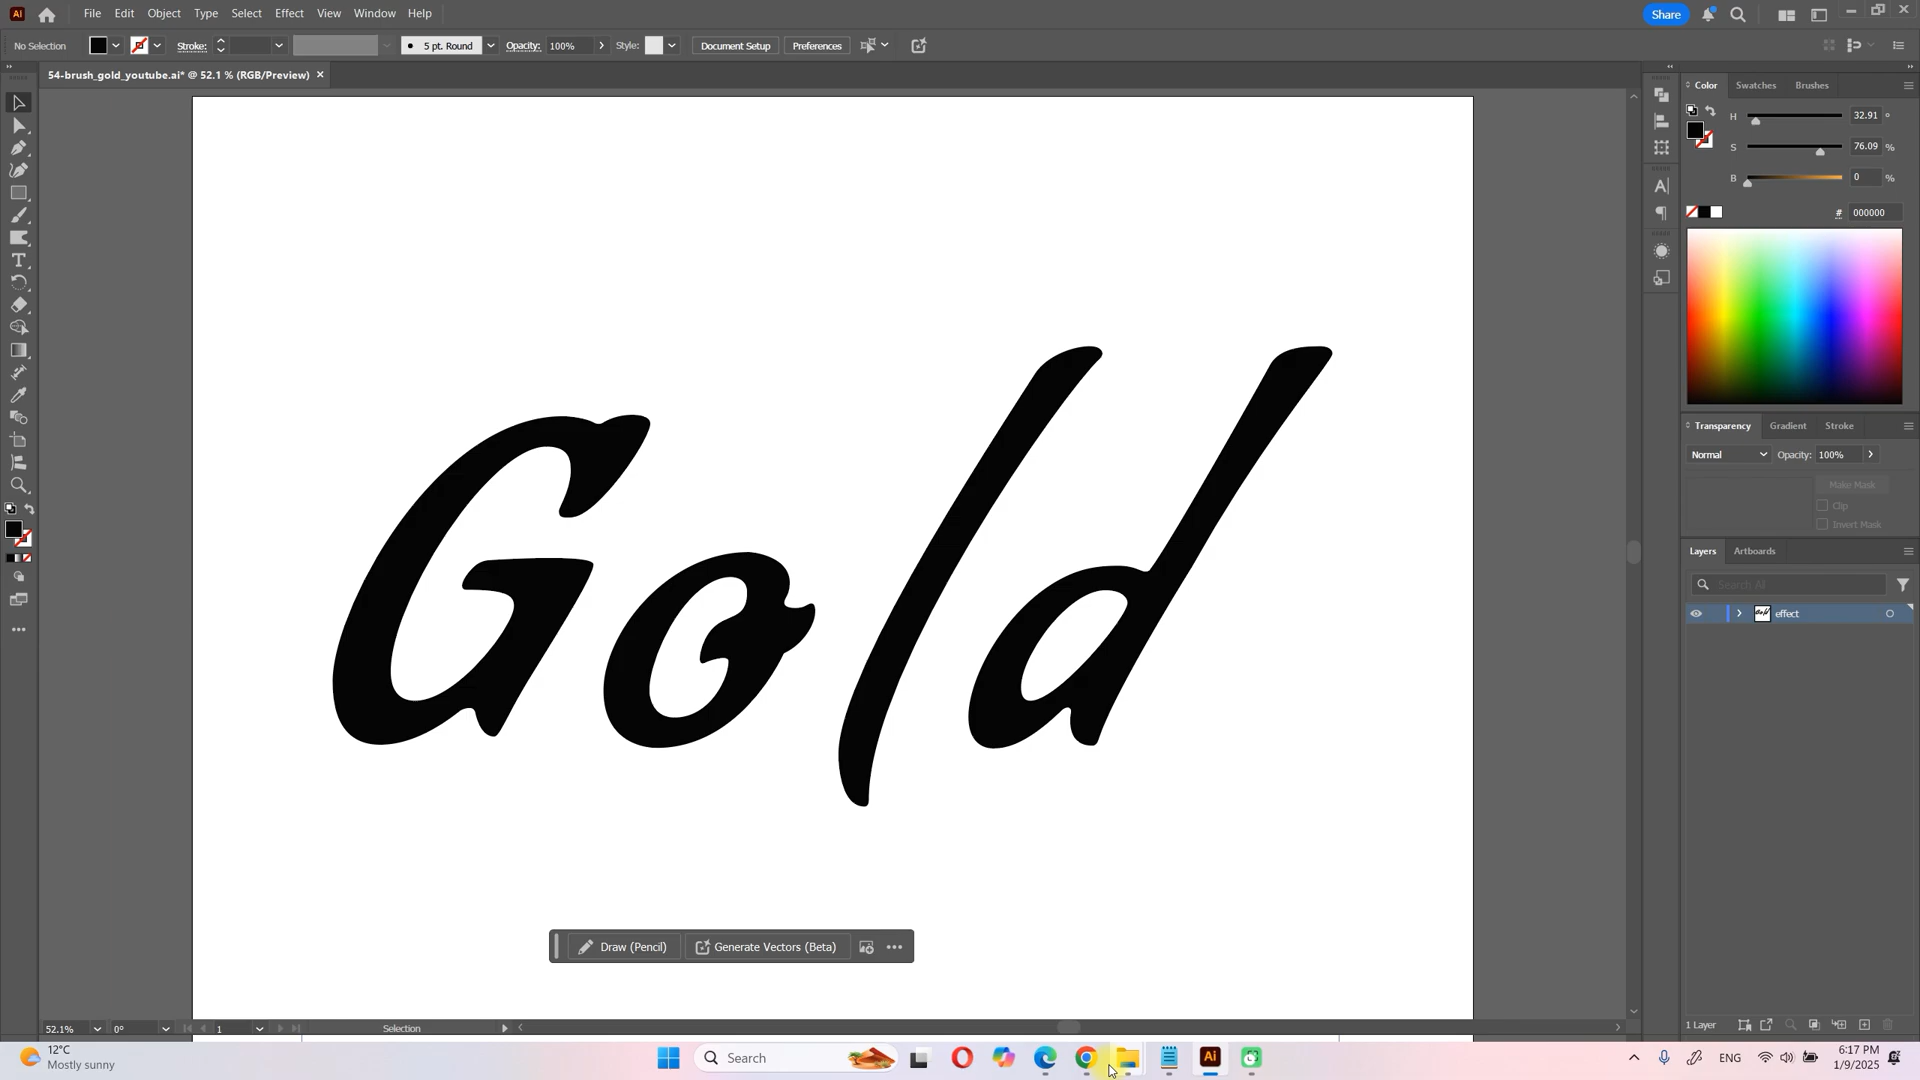 Ai File Edit Object Type Select Effect View Window Help Share
No Selection Stroke: 5 pt. Round Opacity: 100% Style: Document Setup Preferences
54-brush_gold_youtube.ai* @ 52.1 % (RGB/Preview)
Color Swatches Brushes
H 32.91 °
S 76.09 %
B 0 %
# 000000
Transparency Gradient Stroke
Normal Opacity: 100%
Make Mask
Clip
Invert Mask
Layers Artboards
Search All
effect
Gold
Draw (Pencil) Generate Vectors (Beta)
52.1% 0° 1 Selection
1 Layer
12°C
Mostly sunny
Search
Ai
ENG
6:17 PM
1/9/2025